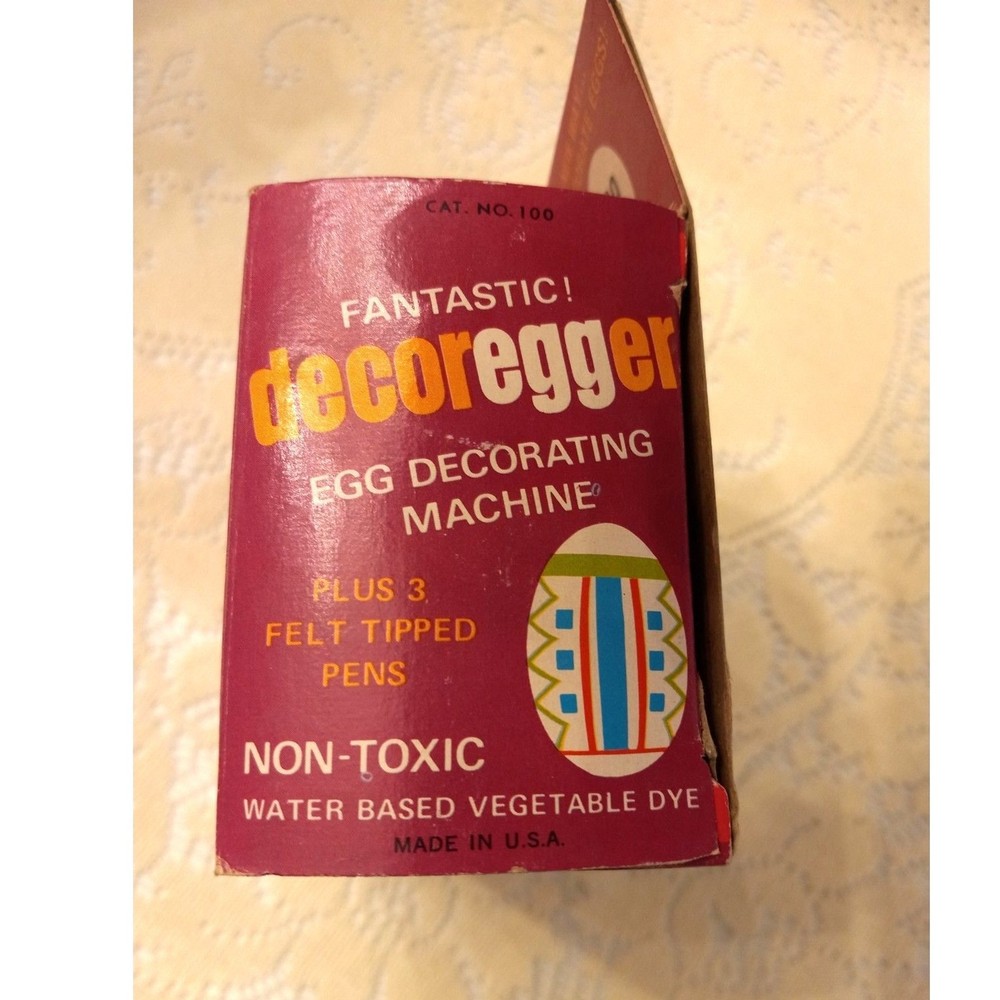 CAT. NO. 100
FANTASTIC!
decoregger
EGG DECORATING
MACHINE
PLUS 3
FELT TIPPED
PENS
NON-TOXIC
WATER BASED VEGETABLE DYE
MADE IN U.S.A.
EGGS!